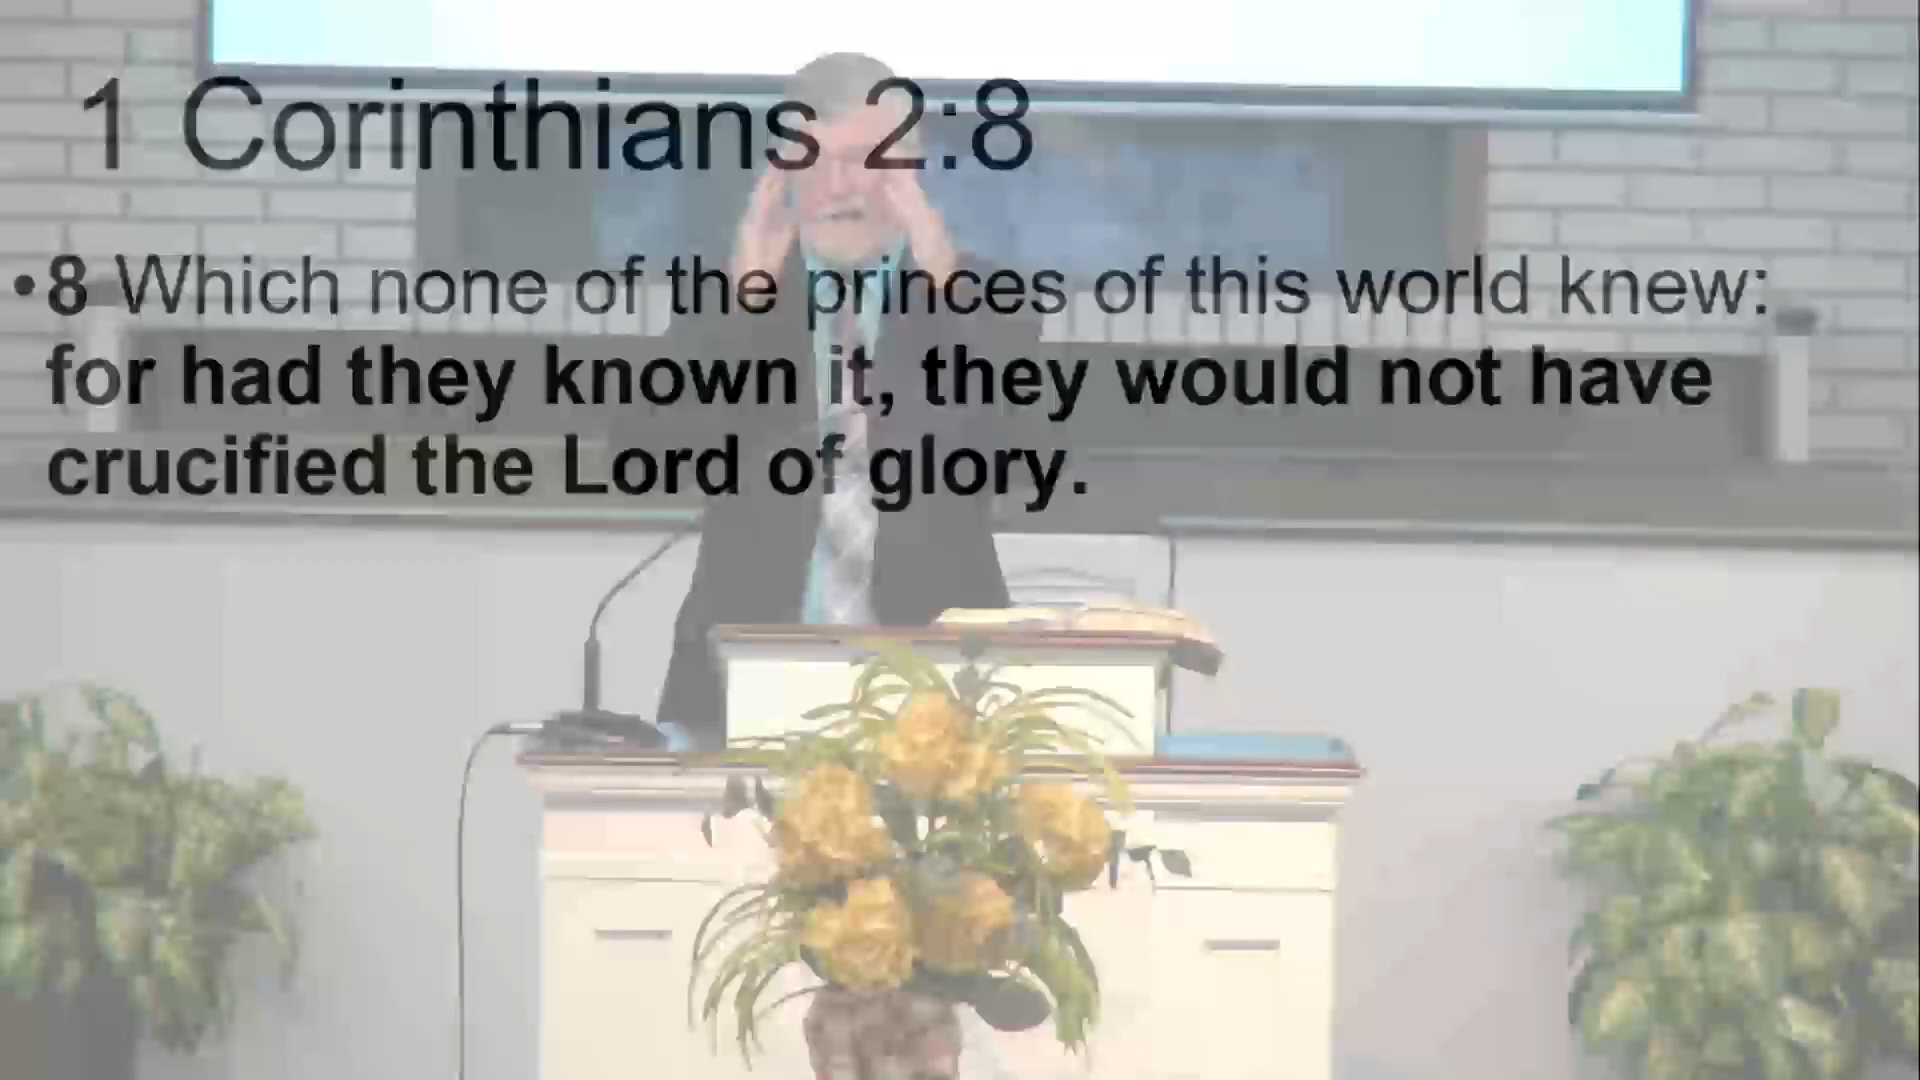 1 Corinthians 2:8
•8 Which none of the princes of this world knew:
for had they known it, they would not have
crucified the Lord of glory.